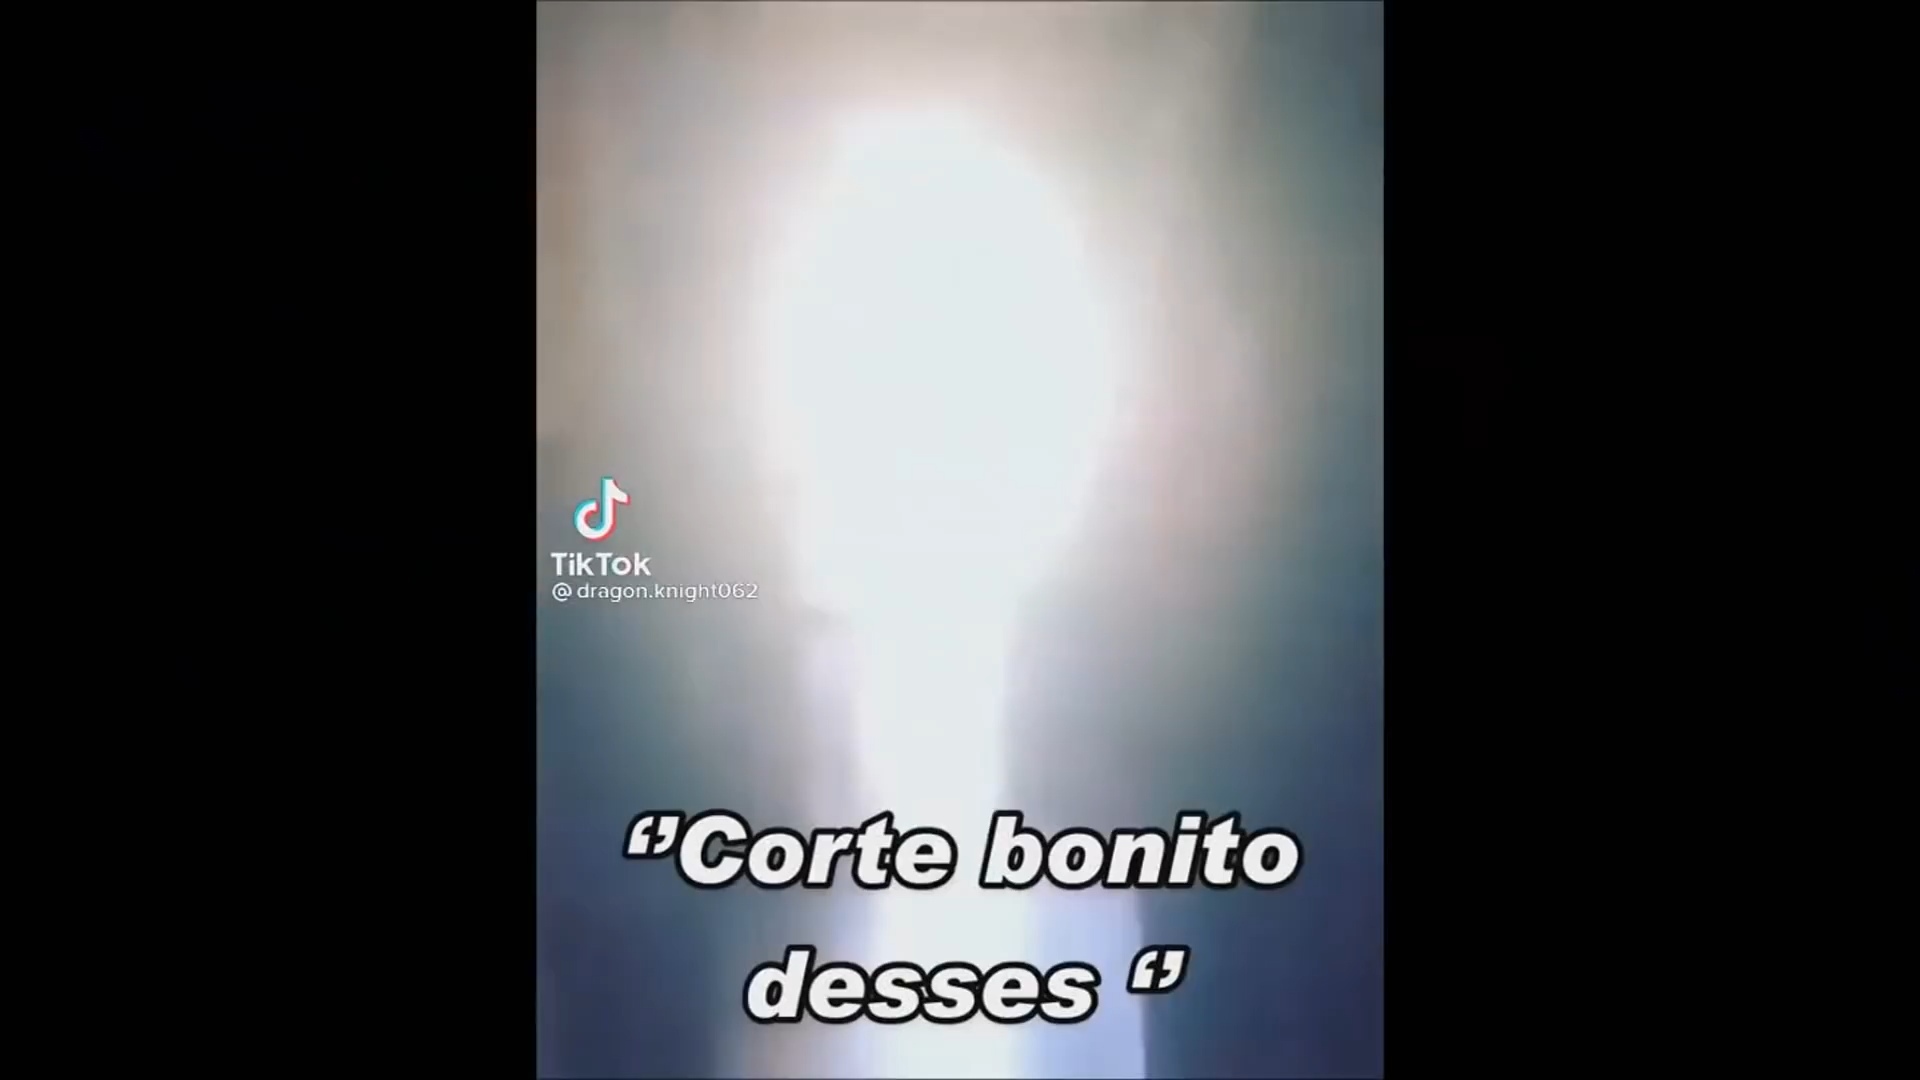 TikTok
@dragon.knight062
‘’Corte bonito
desses ‘’